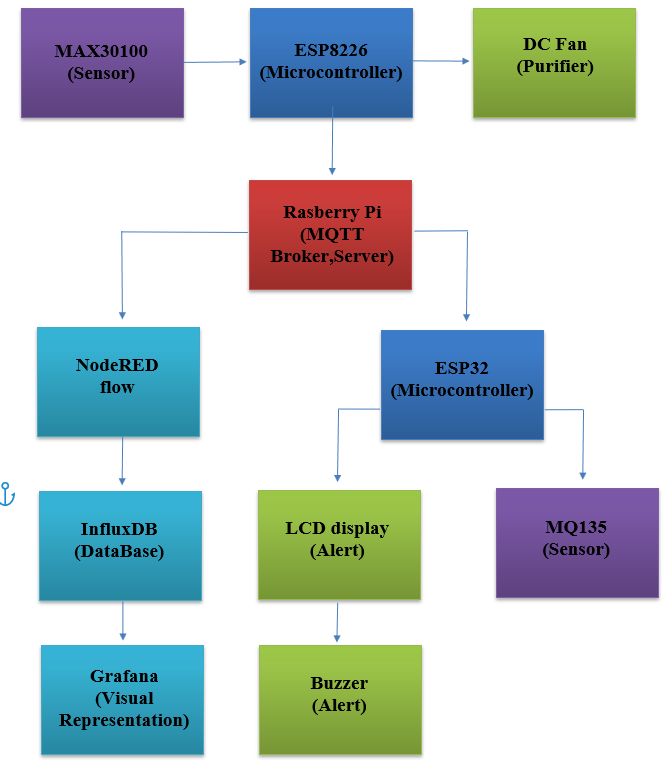 MAX30100
(Sensor)
ESP8226
(Microcontroller)
DC Fan
(Purifier)
Rasberry Pi
(MQTT
Broker,Server)
NodeRED
flow
ESP32
(Microcontroller)
InfluxDB
(DataBase)
LCD display
(Alert)
MQ135
(Sensor)
Grafana
(Visual
Representation)
Buzzer
(Alert)